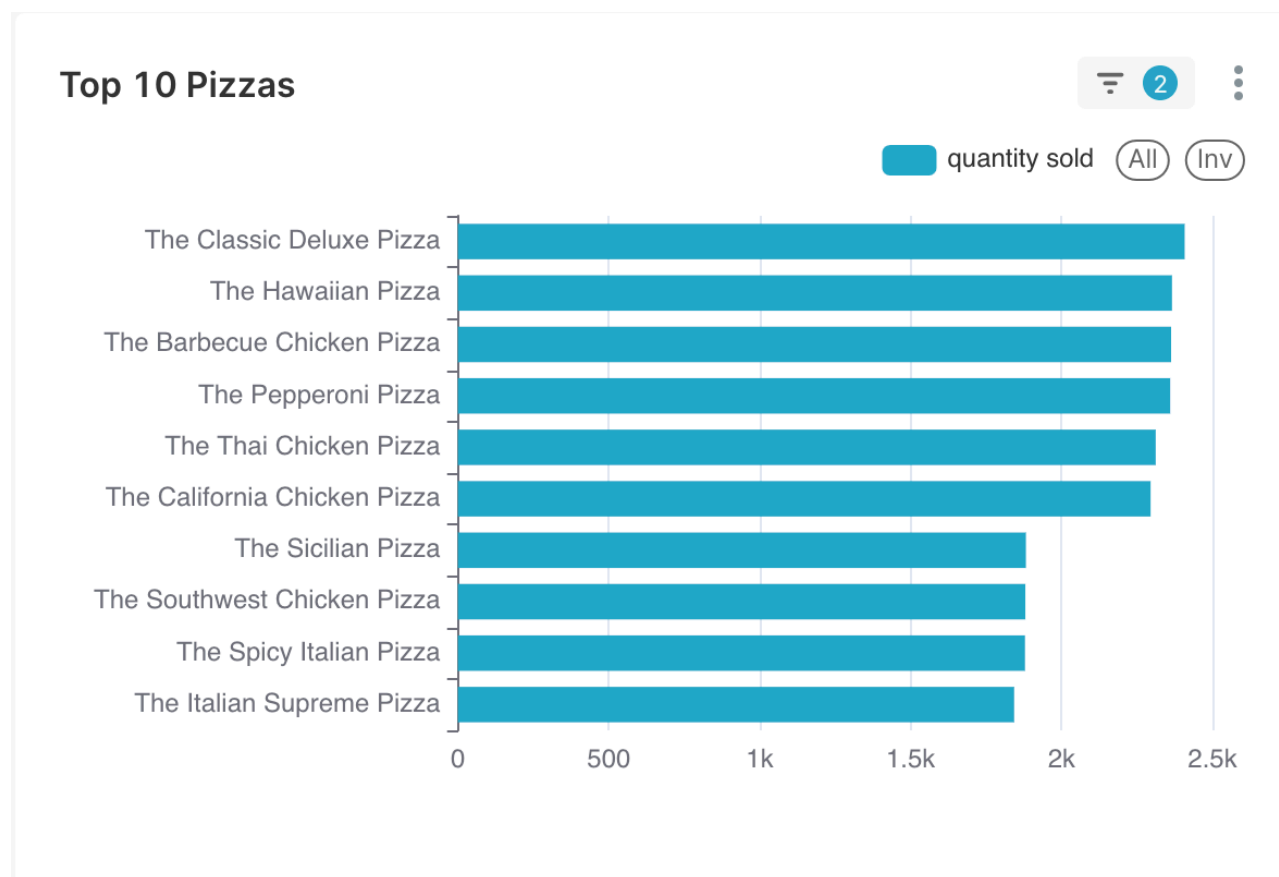 Top 10 Pizzas
2
quantity sold All Inv
The Classic Deluxe Pizza
The Hawaiian Pizza
The Barbecue Chicken Pizza
The Pepperoni Pizza
The Thai Chicken Pizza
The California Chicken Pizza
The Sicilian Pizza
The Southwest Chicken Pizza
The Spicy Italian Pizza
The Italian Supreme Pizza
0 500 1k 1.5k 2k 2.5k